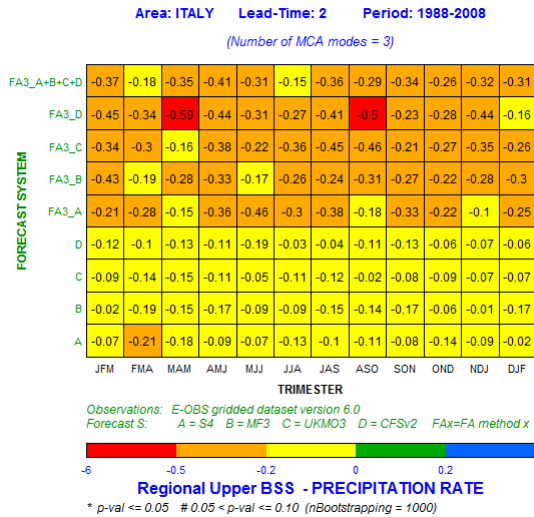 Area: ITALY Lead-Time: 2 Period: 1988-2008
(Number of MCA modes = 3)
FORECAST SYSTEM
FA3_A+B+C+D -0.37 -0.18 -0.35 -0.41 -0.31 -0.15 -0.36 -0.29 -0.34 -0.26 -0.32 -0.31
FA3_D -0.45 -0.34 -0.59 -0.44 -0.31 -0.27 -0.41 -0.5 -0.23 -0.28 -0.44 -0.16
FA3_C -0.34 -0.3 -0.16 -0.38 -0.22 -0.36 -0.45 -0.46 -0.21 -0.27 -0.35 -0.26
FA3_B -0.43 -0.19 -0.28 -0.33 -0.17 -0.26 -0.24 -0.31 -0.27 -0.22 -0.28 -0.3
FA3_A -0.21 -0.28 -0.15 -0.36 -0.46 -0.3 -0.38 -0.18 -0.33 -0.22 -0.1 -0.25
D -0.12 -0.1 -0.13 -0.11 -0.19 -0.03 -0.04 -0.11 -0.13 -0.06 -0.07 -0.06
C -0.09 -0.14 -0.15 -0.11 -0.05 -0.11 -0.12 -0.02 -0.08 -0.09 -0.07 -0.07
B -0.02 -0.19 -0.15 -0.17 -0.09 -0.09 -0.15 -0.14 -0.17 -0.06 -0.01 -0.17
A -0.07 -0.21 -0.18 -0.09 -0.07 -0.13 -0.1 -0.11 -0.08 -0.14 -0.09 -0.02
JFM FMA MAM AMJ MJJ JJA JAS ASO SON OND NDJ DJF
TRIMESTER
Observations: E-OBS gridded dataset version 6.0
Forecast S: A = S4 B = MF3 C = UKMO3 D = CFSv2 FAx=FA method x
-6 -0.5 -0.2 0 0.2
Regional Upper BSS - PRECIPITATION RATE
* p-val <= 0.05 # 0.05 < p-val <= 0.10 (nBootstrapping = 1000)